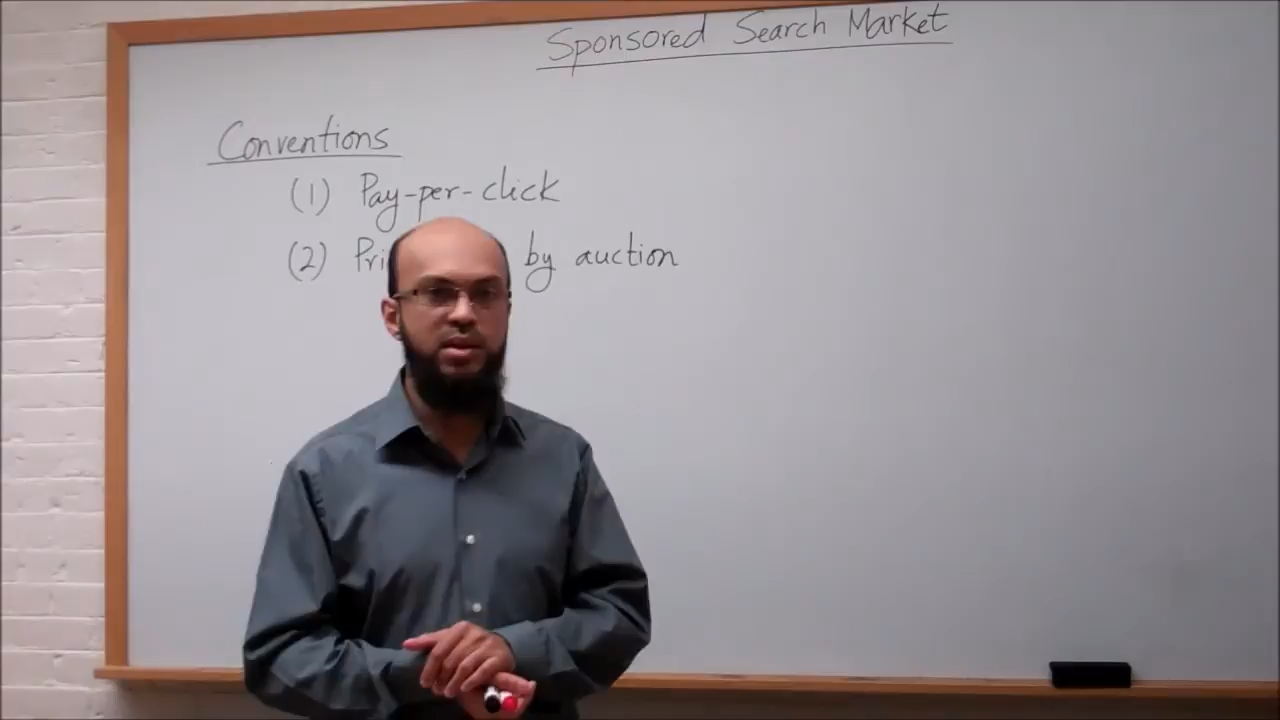 Sponsored Search Market
Conventions
(1) Pay-per-click
(2) by auction